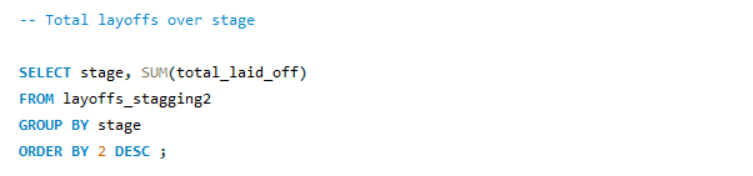 -- Total layoffs over stage
SELECT stage, SUM(total_laid_off)
FROM layoffs_stagging2
GROUP BY stage
ORDER BY 2 DESC ;